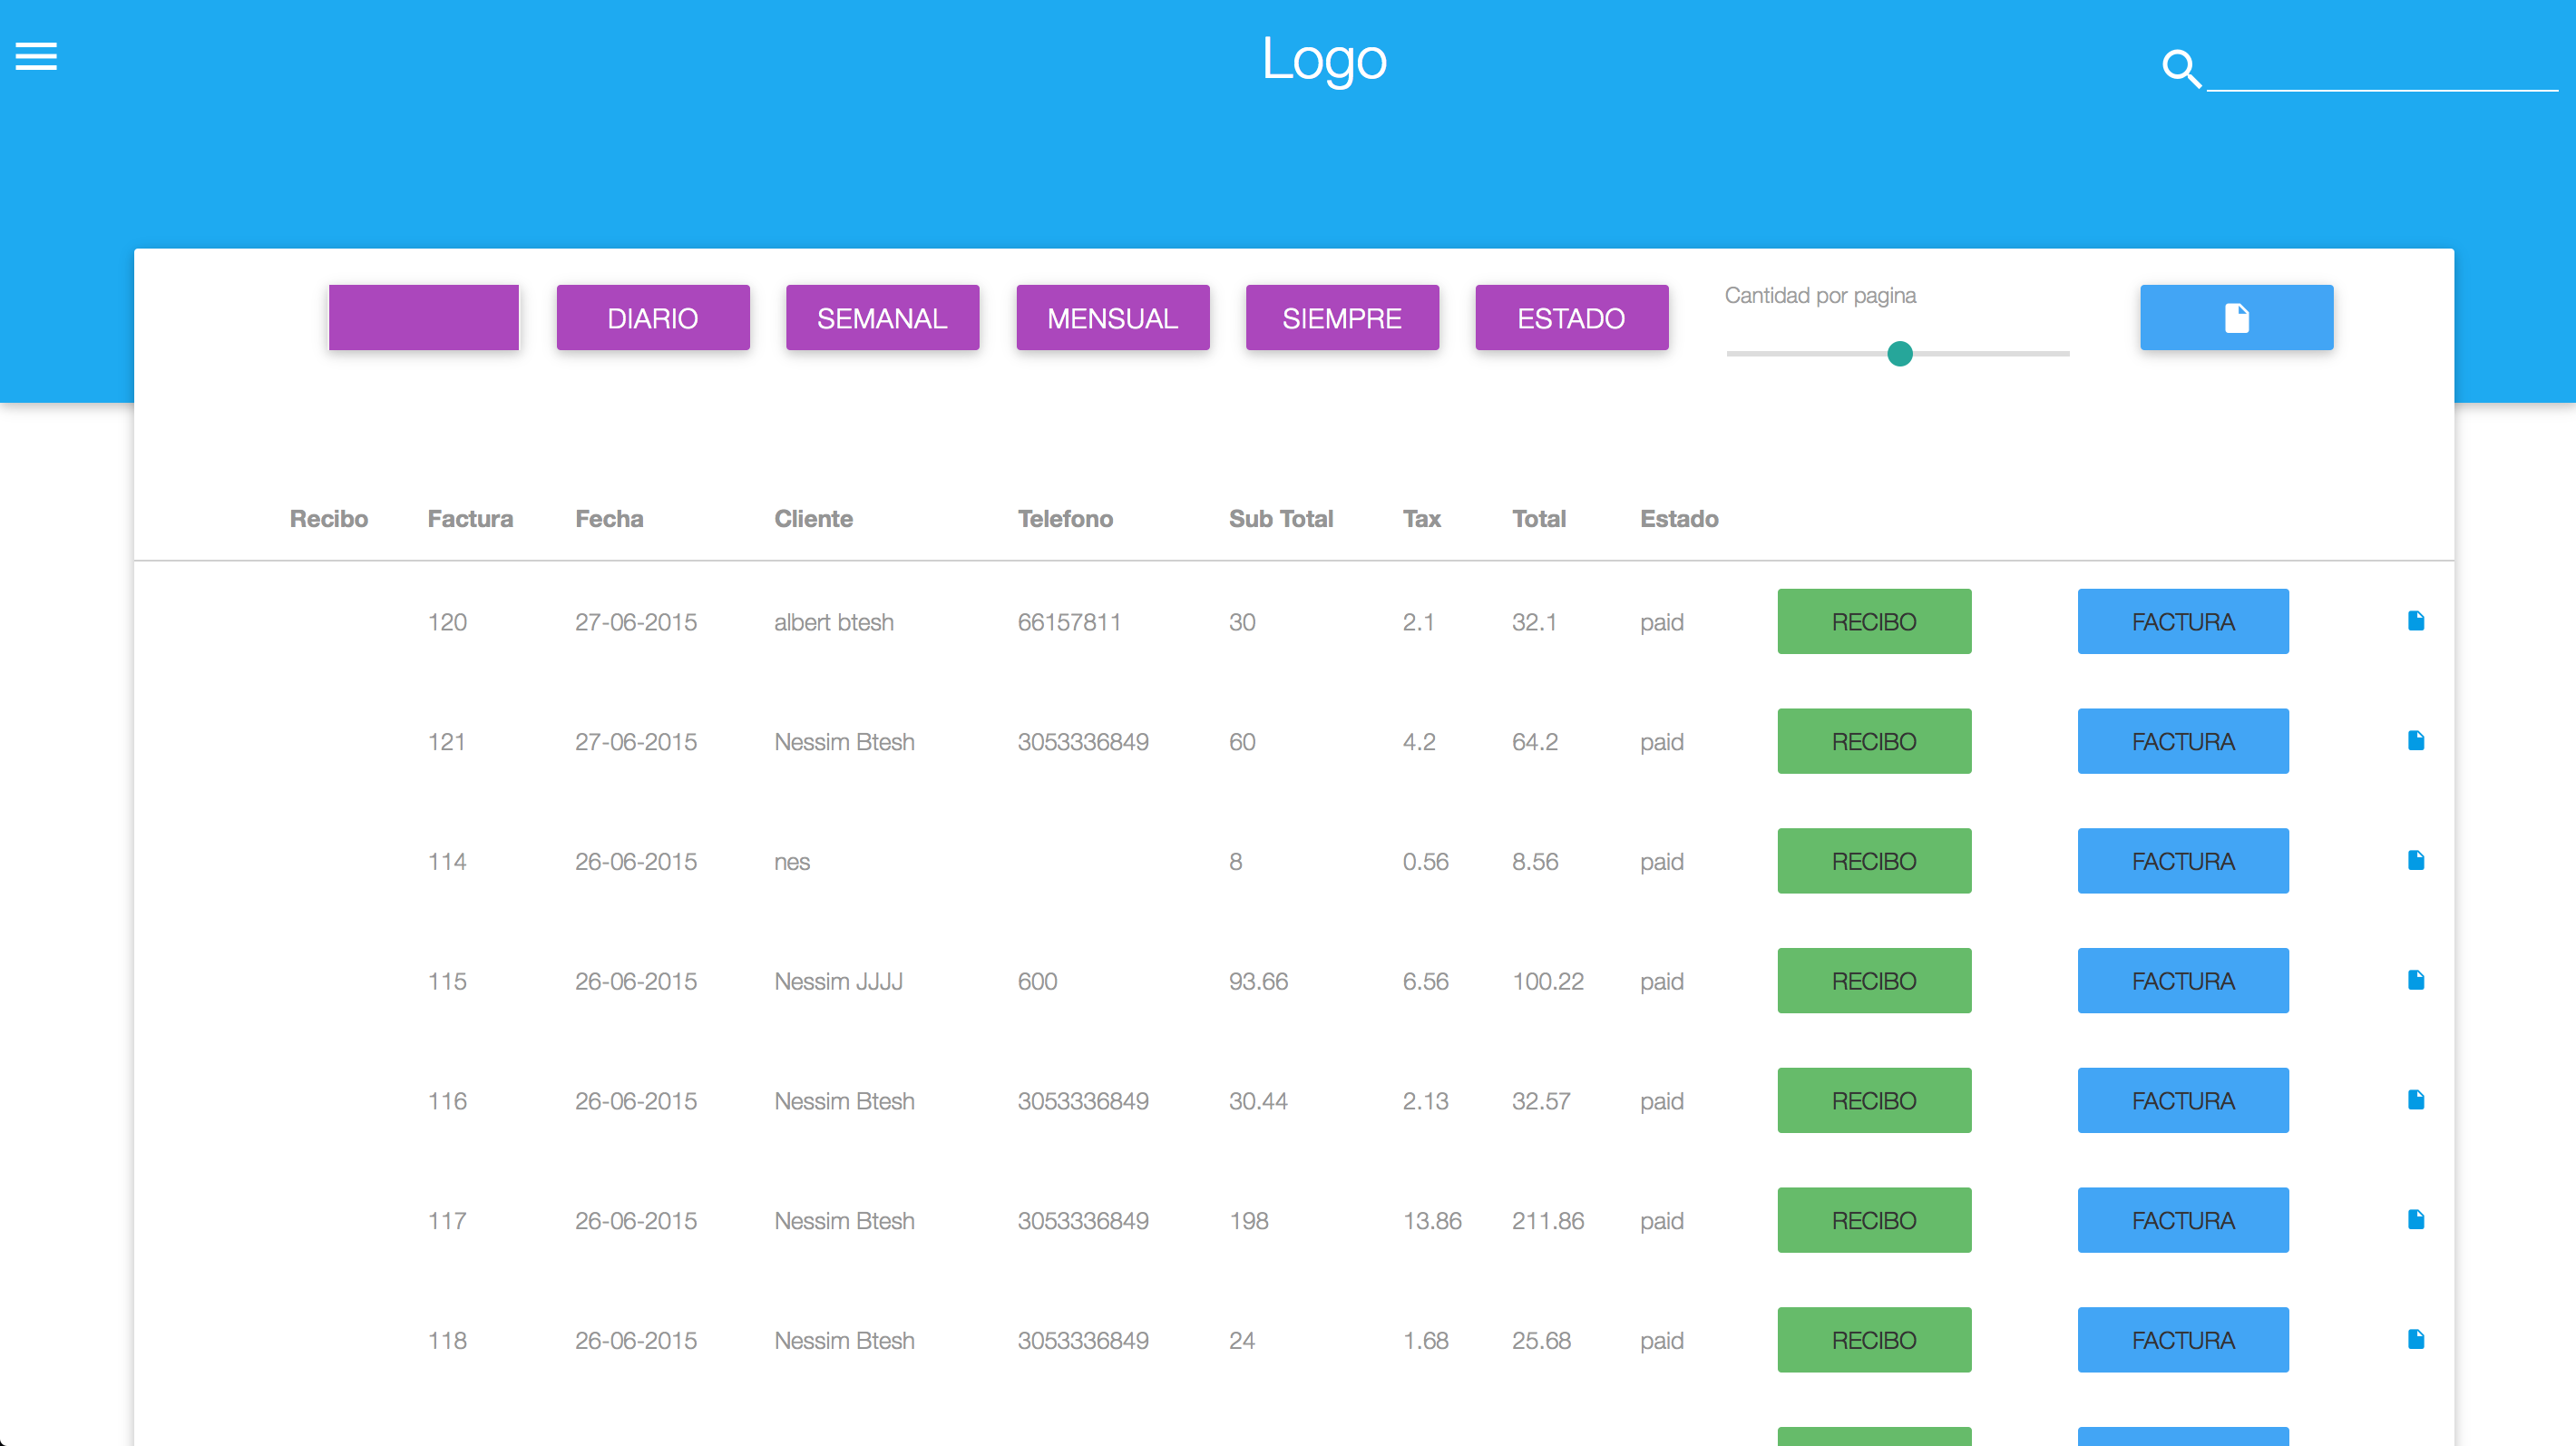 Logo
DIARIO SEMANAL MENSUAL SIEMPRE ESTADO Cantidad por pagina
Recibo Factura Fecha Cliente Telefono Sub Total Tax Total Estado
120 27-06-2015 albert btesh 66157811 30 2.1 32.1 paid RECIBO FACTURA
121 27-06-2015 Nessim Btesh 3053336849 60 4.2 64.2 paid RECIBO FACTURA
114 26-06-2015 nes 8 0.56 8.56 paid RECIBO FACTURA
115 26-06-2015 Nessim JJJJ 600 93.66 6.56 100.22 paid RECIBO FACTURA
116 26-06-2015 Nessim Btesh 3053336849 30.44 2.13 32.57 paid RECIBO FACTURA
117 26-06-2015 Nessim Btesh 3053336849 198 13.86 211.86 paid RECIBO FACTURA
118 26-06-2015 Nessim Btesh 3053336849 24 1.68 25.68 paid RECIBO FACTURA